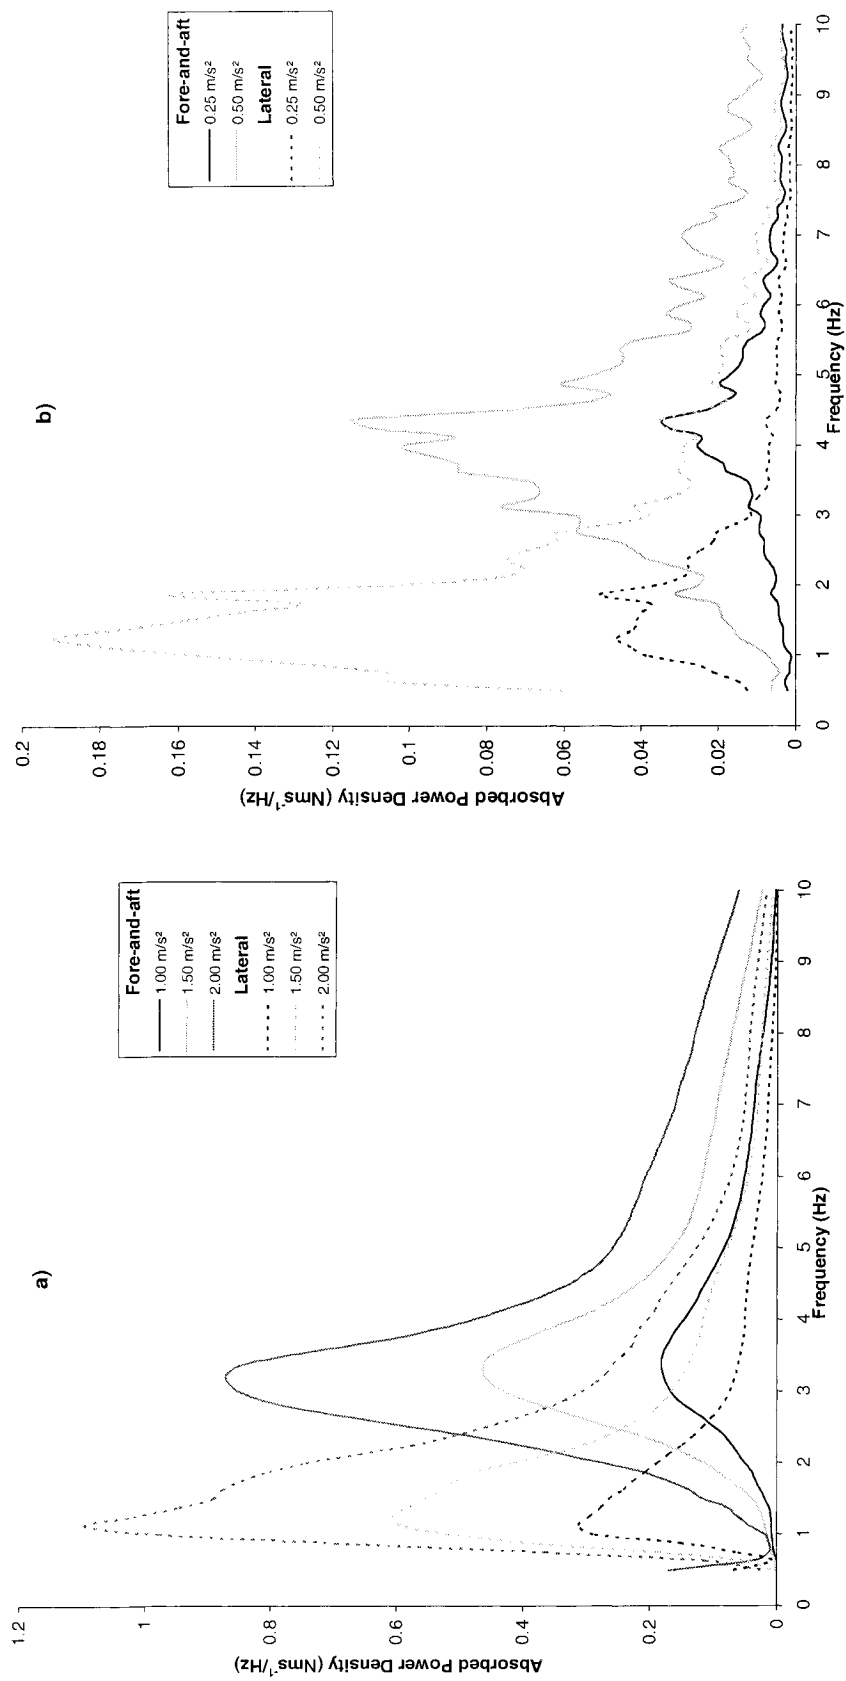 a)
Fore-and-aft
1.00 m/s²
1.50 m/s²
2.00 m/s²
Lateral
1.00 m/s²
1.50 m/s²
2.00 m/s²
Absorbed Power Density (Nms⁻¹/Hz)
1.2
1
0.8
0.6
0.4
0.2
0
0 1 2 3 4 5 6 7 8 9 10
Frequency (Hz)
b)
Fore-and-aft
0.25 m/s²
0.50 m/s²
Lateral
0.25 m/s²
0.50 m/s²
Absorbed Power Density (Nms⁻¹/Hz)
0.2
0.18
0.16
0.14
0.12
0.1
0.08
0.06
0.04
0.02
0
0 1 2 3 4 5 6 7 8 9 10
Frequency (Hz)